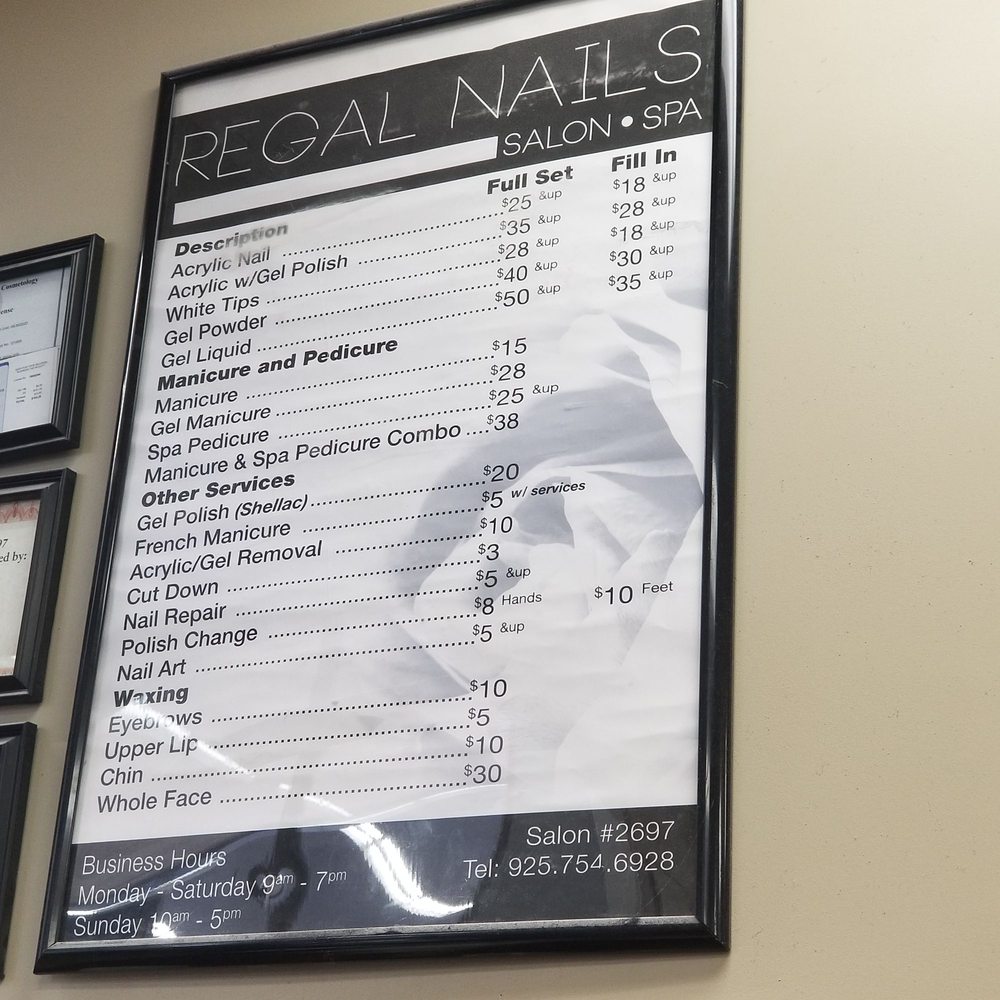 REGAL NAILS
SALON • SPA
Description Full Set Fill In
Acrylic Nail $25 &up $18 &up
Acrylic w/Gel Polish $35 &up $28 &up
White Tips $28 &up $18 &up
Gel Powder $40 &up $30 &up
Gel Liquid $50 &up $35 &up
Manicure and Pedicure
Manicure $15
Gel Manicure $28
Spa Pedicure $25 &up
Manicure & Spa Pedicure Combo $38
Other Services
Gel Polish (Shellac) $20
French Manicure $5 w/ services
Acrylic/Gel Removal $10
Cut Down $3
Nail Repair $5 &up
Polish Change $8 Hands $10 Feet
Nail Art $5 &up
Waxing
Eyebrows $10
Upper Lip $5
Chin $10
Whole Face $30
Business Hours
Monday - Saturday 9am - 7pm
Sunday 10am - 5pm
Salon #2697
Tel: 925.754.6928
Cosmetology
97
ed by: